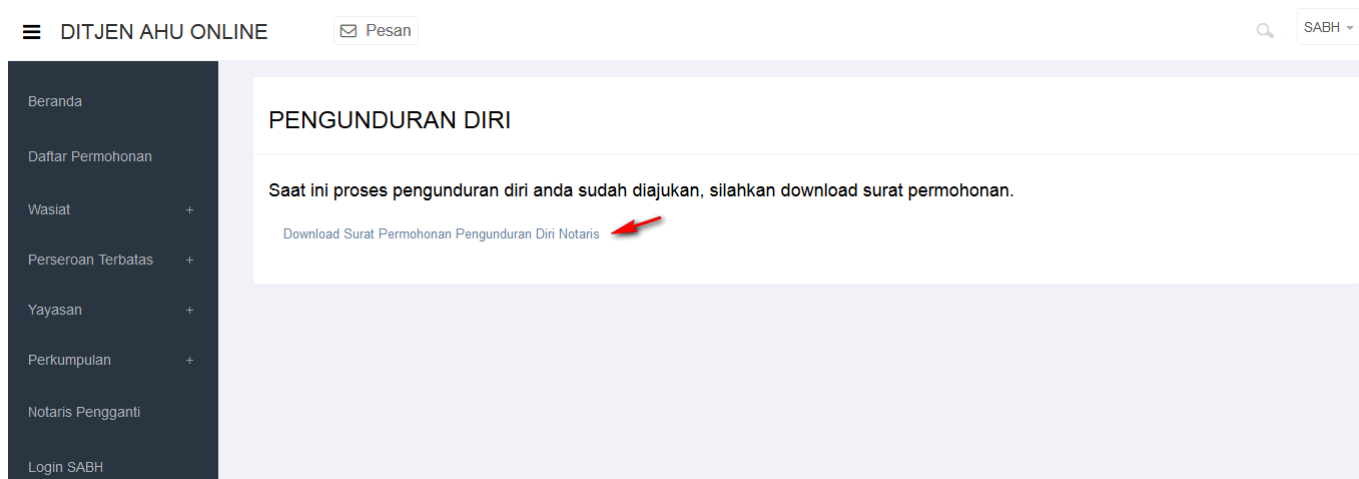 DITJEN AHU ONLINE
Pesan
SABH
Beranda
Daftar Permohonan
Wasiat +
Perseroan Terbatas +
Yayasan +
Perkumpulan +
Notaris Pengganti
Login SABH
PENGUNDURAN DIRI
Saat ini proses pengunduran diri anda sudah diajukan, silahkan download surat permohonan.
Download Surat Permohonan Pengunduran Diri Notaris